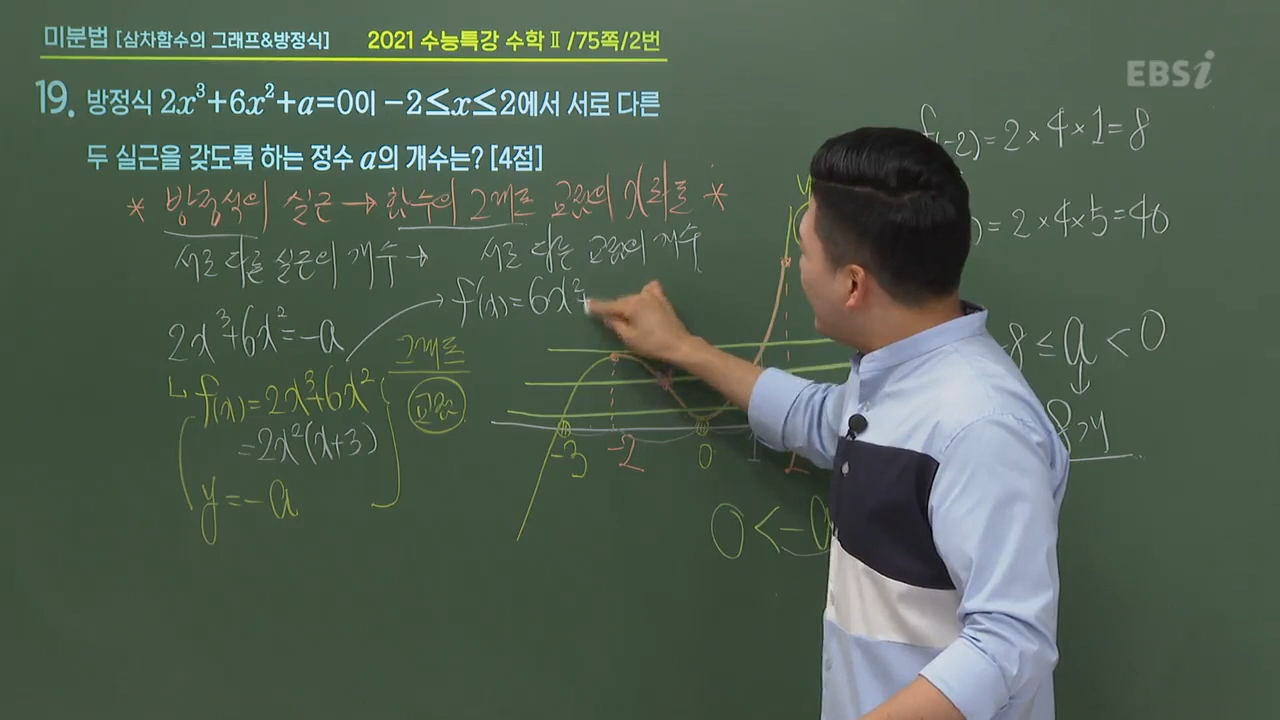 미분법 [삼차함수의 그래프&방정식] 2021 수능특강 수학Ⅱ/75쪽/2번
EBSi
19. 방정식 2x³+6x²+a=0이 -2≤x≤2에서 서로 다른
두 실근을 갖도록 하는 정수 a의 개수는? [4점]
* 방정식의 실근 → 함수의 그래프 교점의 x좌표 *
서로 다른 실근의 개수 → 서로 다른 교점의 개수
f'(x)=6x²+
2x³+6x²=-a
그래프
교점
↳ f(x)=2x³+6x²
=2x²(x+3)
y=-a
y
-3 -2 0 1 2
0<-a
(-2)=2×4×1=8
)=2×4×5=40
8≤a<0
↓
8개